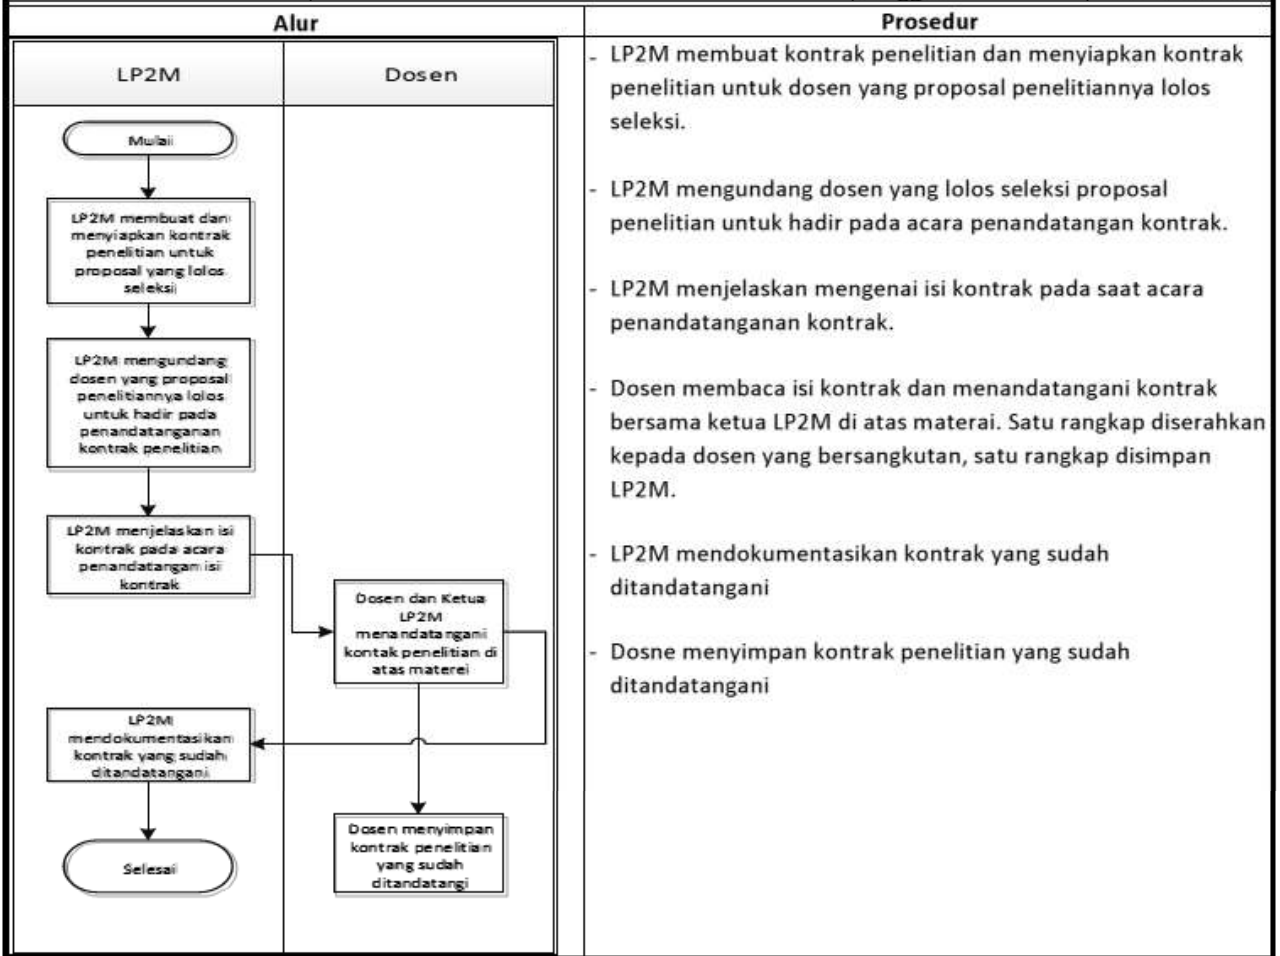 Alur
Prosedur
LP2M
Dosen
Mulai
LP2M membuat dan
menyiapkan kontrak
penelitian untuk
proposal yang lolos
seleksi
LP2M mengundang
dosen yang proposal
penelitiannya lolos
untuk hadir pada
penandatanganan
kontrak penelitian
LP2M menjelaskan isi
kontrak pada acara
penandatangan isi
kontrak
Dosen dan Ketua
LP2M
menandatangani
kontak penelitian di
atas materei
LP2M
mendokumentasikan
kontrak yang sudah
ditandatangani
Dosen menyimpan
kontrak penelitian
yang sudah
ditandatangi
Selesai
- LP2M membuat kontrak penelitian dan menyiapkan kontrak
penelitian untuk dosen yang proposal penelitiannya lolos
seleksi.
- LP2M mengundang dosen yang lolos seleksi proposal
penelitian untuk hadir pada acara penandatangan kontrak.
- LP2M menjelaskan mengenai isi kontrak pada saat acara
penandatanganan kontrak.
- Dosen membaca isi kontrak dan menandatangani kontrak
bersama ketua LP2M di atas materai. Satu rangkap diserahkan
kepada dosen yang bersangkutan, satu rangkap disimpan
LP2M.
- LP2M mendokumentasikan kontrak yang sudah
ditandatangani
- Dosne menyimpan kontrak penelitian yang sudah
ditandatangani